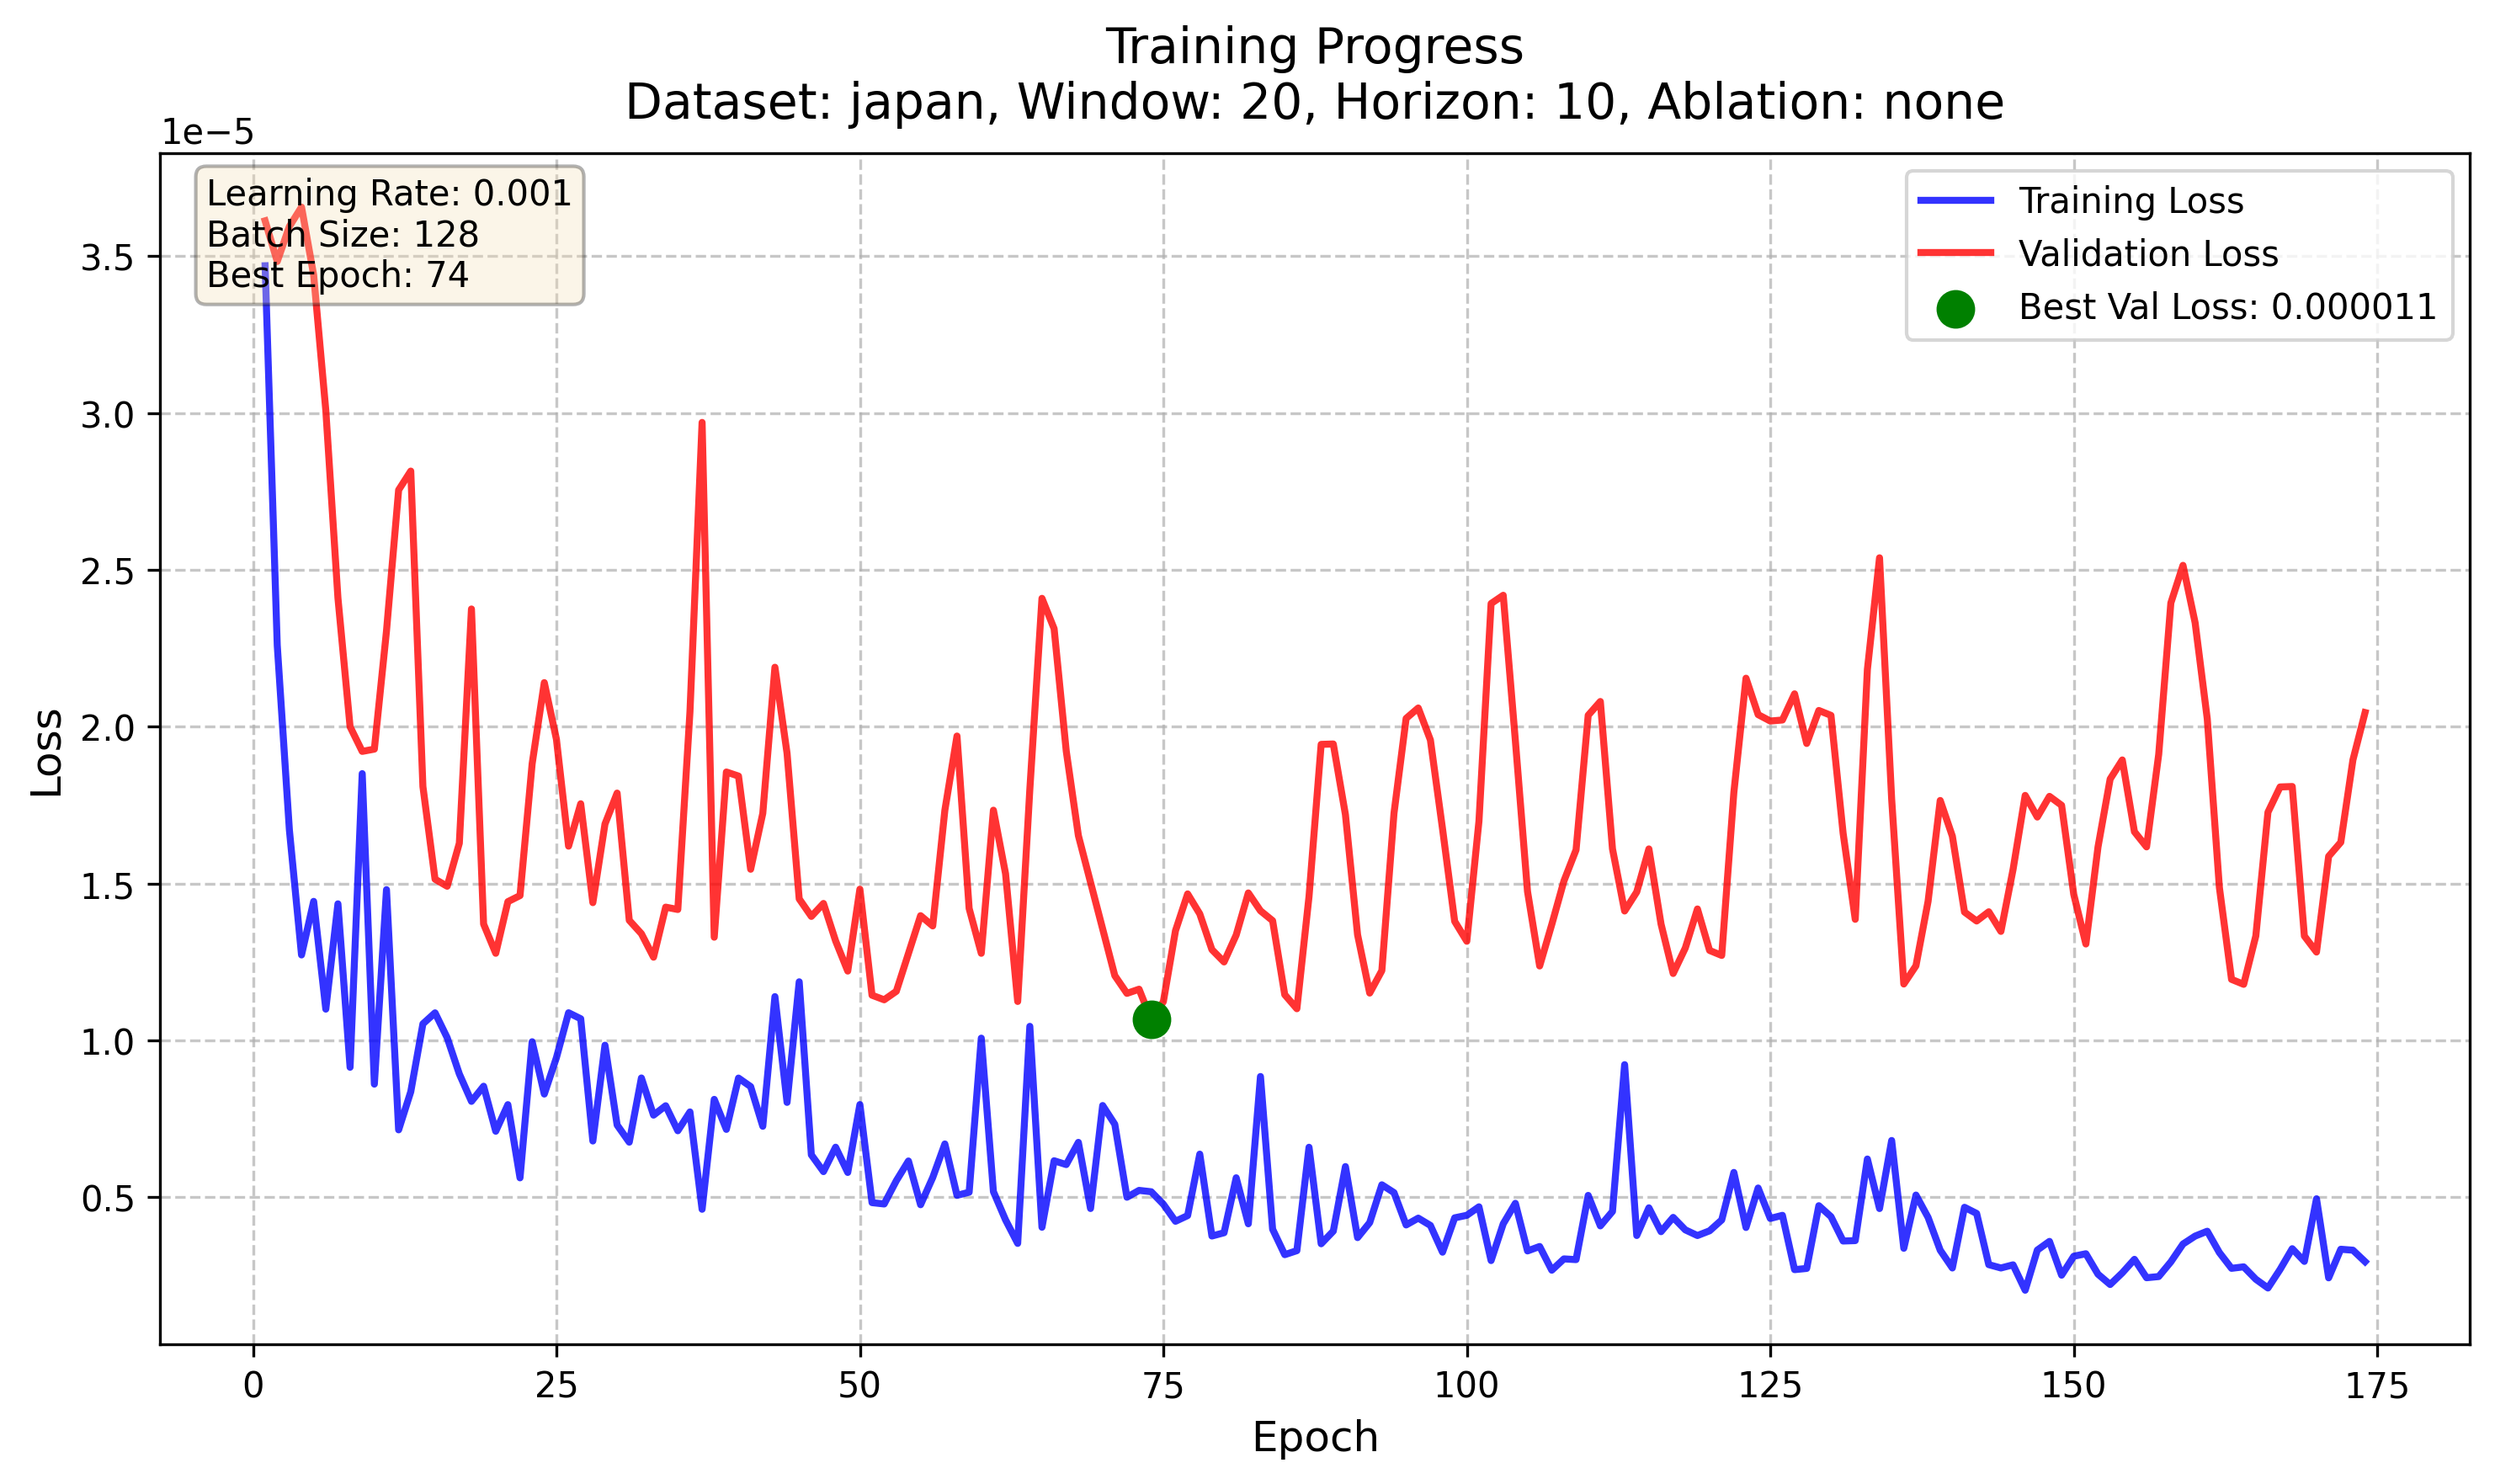 Training Progress
Dataset: japan, Window: 20, Horizon: 10, Ablation: none
1e−5
Learning Rate: 0.001
Batch Size: 128
Best Epoch: 74
Training Loss
Validation Loss
Best Val Loss: 0.000011
3.5
3.0
2.5
2.0
1.5
1.0
0.5
Loss
0 25 50 75 100 125 150 175
Epoch